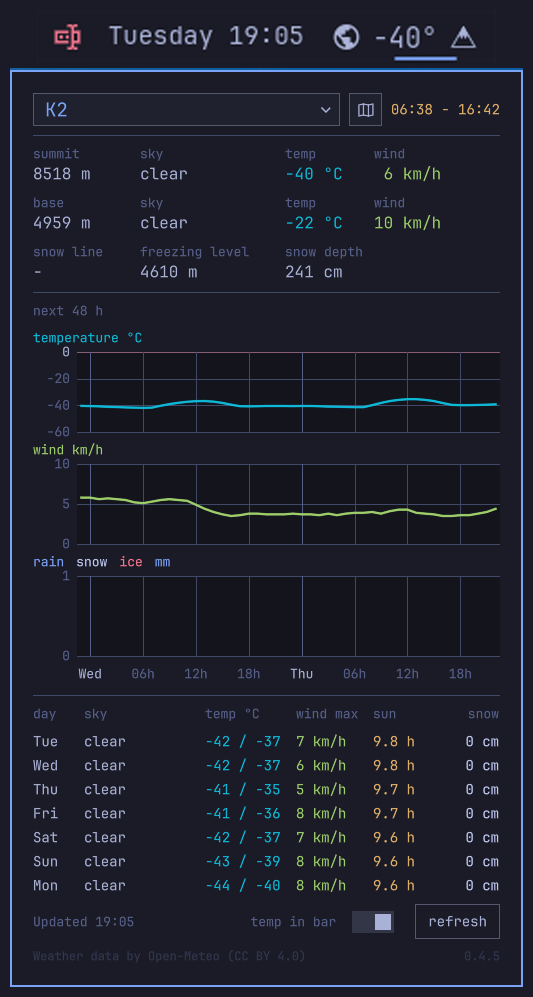 Tuesday 19:05 -40°
K2 06:38 - 16:42
summit sky temp wind
8518 m clear -40 °C 6 km/h
base sky temp wind
4959 m clear -22 °C 10 km/h
snow line freezing level snow depth
- 4610 m 241 cm
next 48 h
temperature °C
0
-20
-40
-60
wind km/h
10
5
0
rain snow ice mm
1
0
Wed 06h 12h 18h Thu 06h 12h 18h
day sky temp °C wind max sun snow
Tue clear -42 / -37 7 km/h 9.8 h 0 cm
Wed clear -42 / -37 6 km/h 9.8 h 0 cm
Thu clear -41 / -35 5 km/h 9.7 h 0 cm
Fri clear -41 / -36 8 km/h 9.7 h 0 cm
Sat clear -42 / -37 7 km/h 9.6 h 0 cm
Sun clear -43 / -39 8 km/h 9.6 h 0 cm
Mon clear -44 / -40 8 km/h 9.6 h 0 cm
Updated 19:05 temp in bar refresh
Weather data by Open-Meteo (CC BY 4.0) 0.4.5